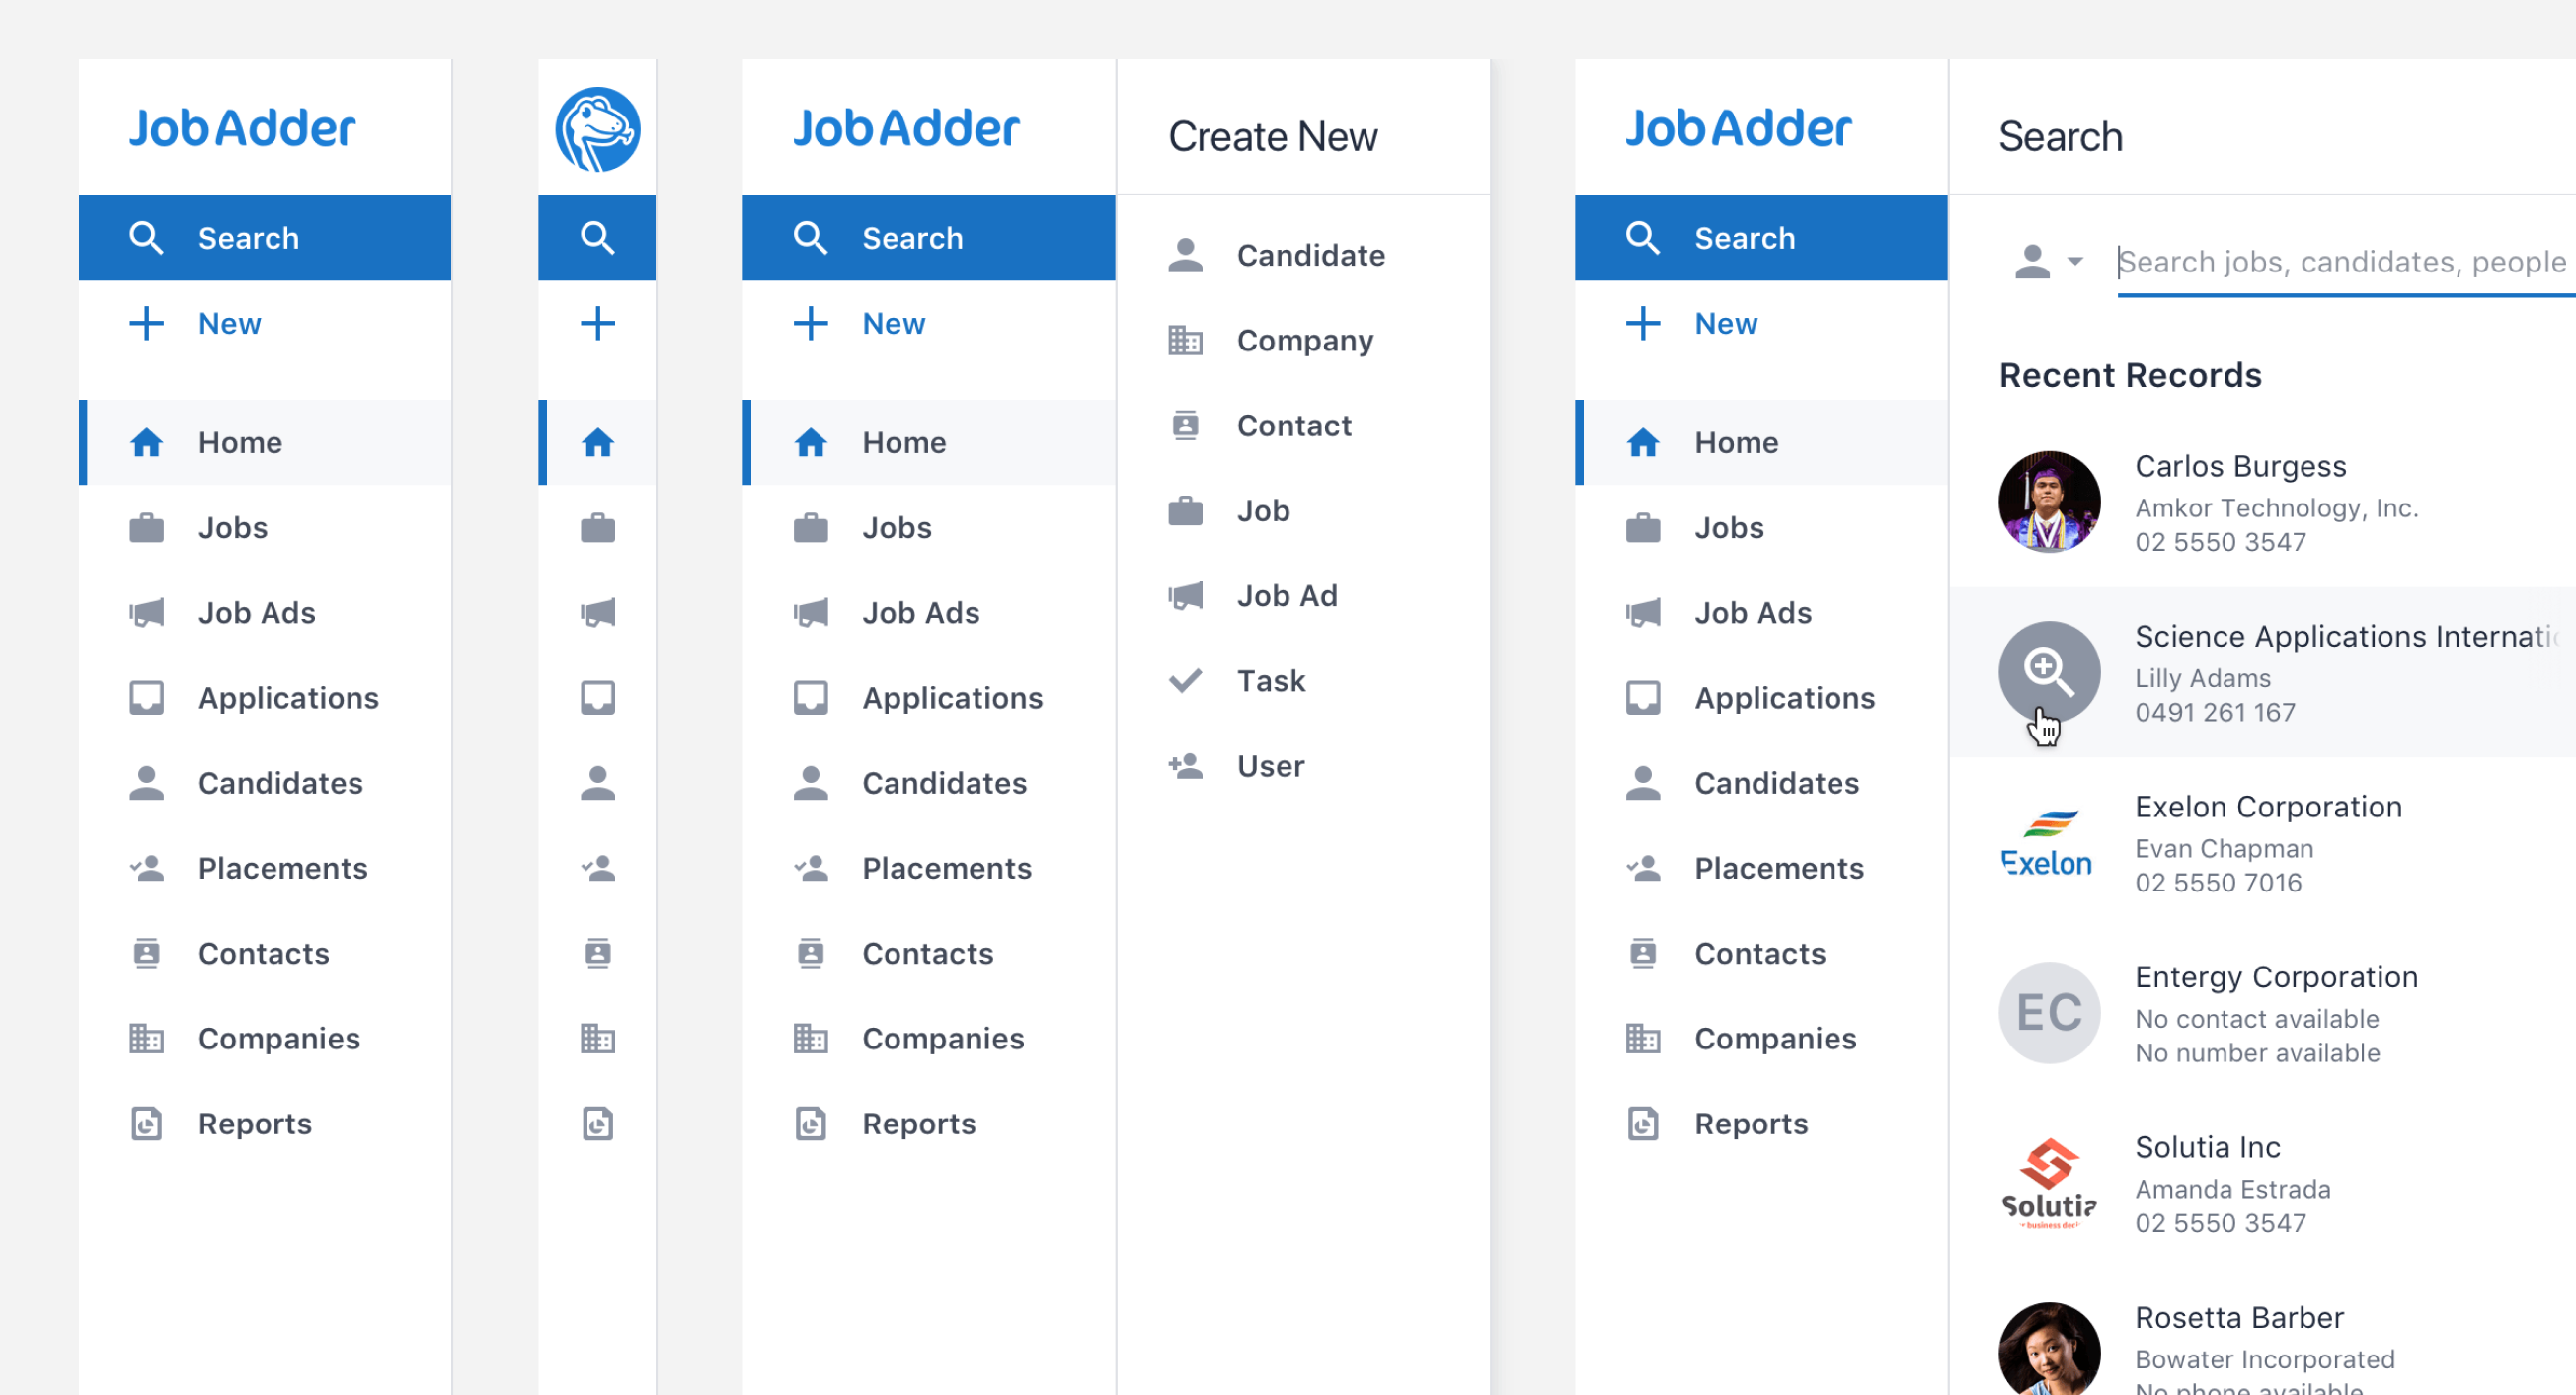 JobAdder
Search
New
Home
Jobs
Job Ads
Applications
Candidates
Placements
Contacts
Companies
Reports
JobAdder
Search
New
Home
Jobs
Job Ads
Applications
Candidates
Placements
Contacts
Companies
Reports
Create New
Candidate
Company
Contact
Job
Job Ad
Task
User
JobAdder
Search
New
Home
Jobs
Job Ads
Applications
Candidates
Placements
Contacts
Companies
Reports
Search
Search jobs, candidates, people
Recent Records
Carlos Burgess
Amkor Technology, Inc.
02 5550 3547
Science Applications Internati
Lilly Adams
0491 261 167
Exelon
Exelon Corporation
Evan Chapman
02 5550 7016
EC
Entergy Corporation
No contact available
No number available
Solutia
business
Solutia Inc
Amanda Estrada
02 5550 3547
Rosetta Barber
Bowater Incorporated
No phone available